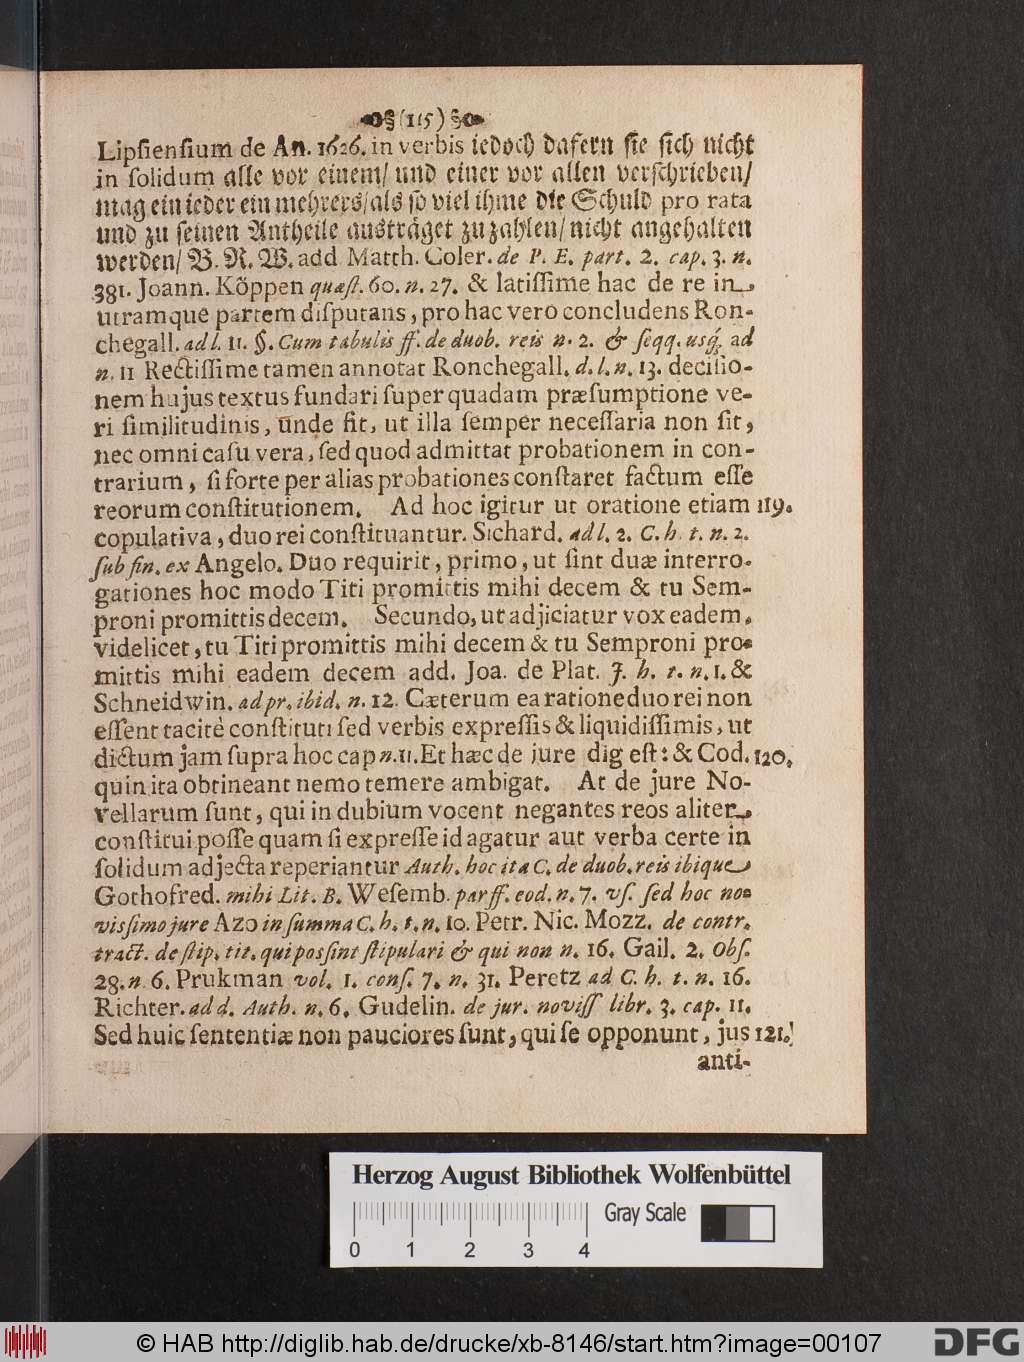 §(115)§
Lipſienſium de An. 1626. in verbis iedoch dafern ſie ſich nicht
in ſolidum alle vor einem/ und einer vor allen verſchrieben/
mag ein ieder ein mehrers/ als ſo viel ihme die Schuld pro rata
und zu ſeinen Antheile austräget zu zahlen/ nicht angehalten
werden/ V. R. W. add Matth. Coler. de P. E. part. 2. cap. 3. n.
381. Joann. Köppen quæſt. 60. n. 27. & latiſſime hac de re in
utramque partem diſputans, pro hac vero concludens Ron-
chegall. ad l. 11. §. Cum tabulis ff. de duob. reis n. 2. & ſeqq. usq́; ad
n. 11 Rectiſſime tamen annotat Ronchegall. d. l. n. 13. deciſio-
nem hujus textus fundari ſuper quadam præſumptione ve-
ri ſimilitudinis, unde fit, ut illa ſemper neceſſaria non ſit,
nec omni caſu vera, ſed quod admittat probationem in con-
trarium, ſi forte per alias probationes conſtaret factum eſſe
reorum conſtitutionem. Ad hoc igitur ut oratione etiam 119.
copulativa, duo rei conſtituantur. Sichard. ad l. 2. C. h. t. n. 2.
ſub fin. ex Angelo. Duo requirit, primo, ut ſint duæ interro-
gationes hoc modo Titi promittis mihi decem & tu Sem-
proni promittis decem. Secundo, ut adjiciatur vox eadem,
videlicet, tu Titi promittis mihi decem & tu Semproni pro-
mittis mihi eadem decem add. Joa. de Plat. J. h. t. n. 1. &
Schneidwin. ad pr. ibid. n. 12. Cæterum ea ratione duo rei non
eſſent tacitè conſtituti ſed verbis expreſſis & liquidiſſimis, ut
dictum jam ſupra hoc cap n. 11. Et hæc de jure dig eſt: & Cod. 120.
quin ita obtineant nemo temere ambigat. At de jure No-
vellarum ſunt, qui in dubium vocent negantes reos aliter
conſtitui poſſe quam ſi expreſſe id agatur aut verba certe in
ſolidum adjecta reperiantur Auth. hoc ita C. de duob. reis ibique
Gothofred. mihi Lit. B. Weſemb. par ff. eod. n. 7. vſ. ſed hoc no-
viſſimo jure Azo in ſumma C. h. t. n. 10. Petr. Nic. Mozz. de contr.
tract. de ſtip. tit. qui poſſint ſtipulari & qui non n. 16. Gail. 2. Obſ.
28. n. 6. Prukman vol. 1. conſ. 7. n. 31. Peretz ad C. h. t. n. 16.
Richter. ad d. Auth. n. 6. Gudelin. de jur. noviſſ libr. 3. cap. 11.
Sed huic ſententiæ non pauciores ſunt, qui ſe opponunt, jus 121.
anti-
Herzog August Bibliothek Wolfenbüttel
Gray Scale
0 1 2 3 4
© HAB http://diglib.hab.de/drucke/xb-8146/start.htm?image=00107
DFG